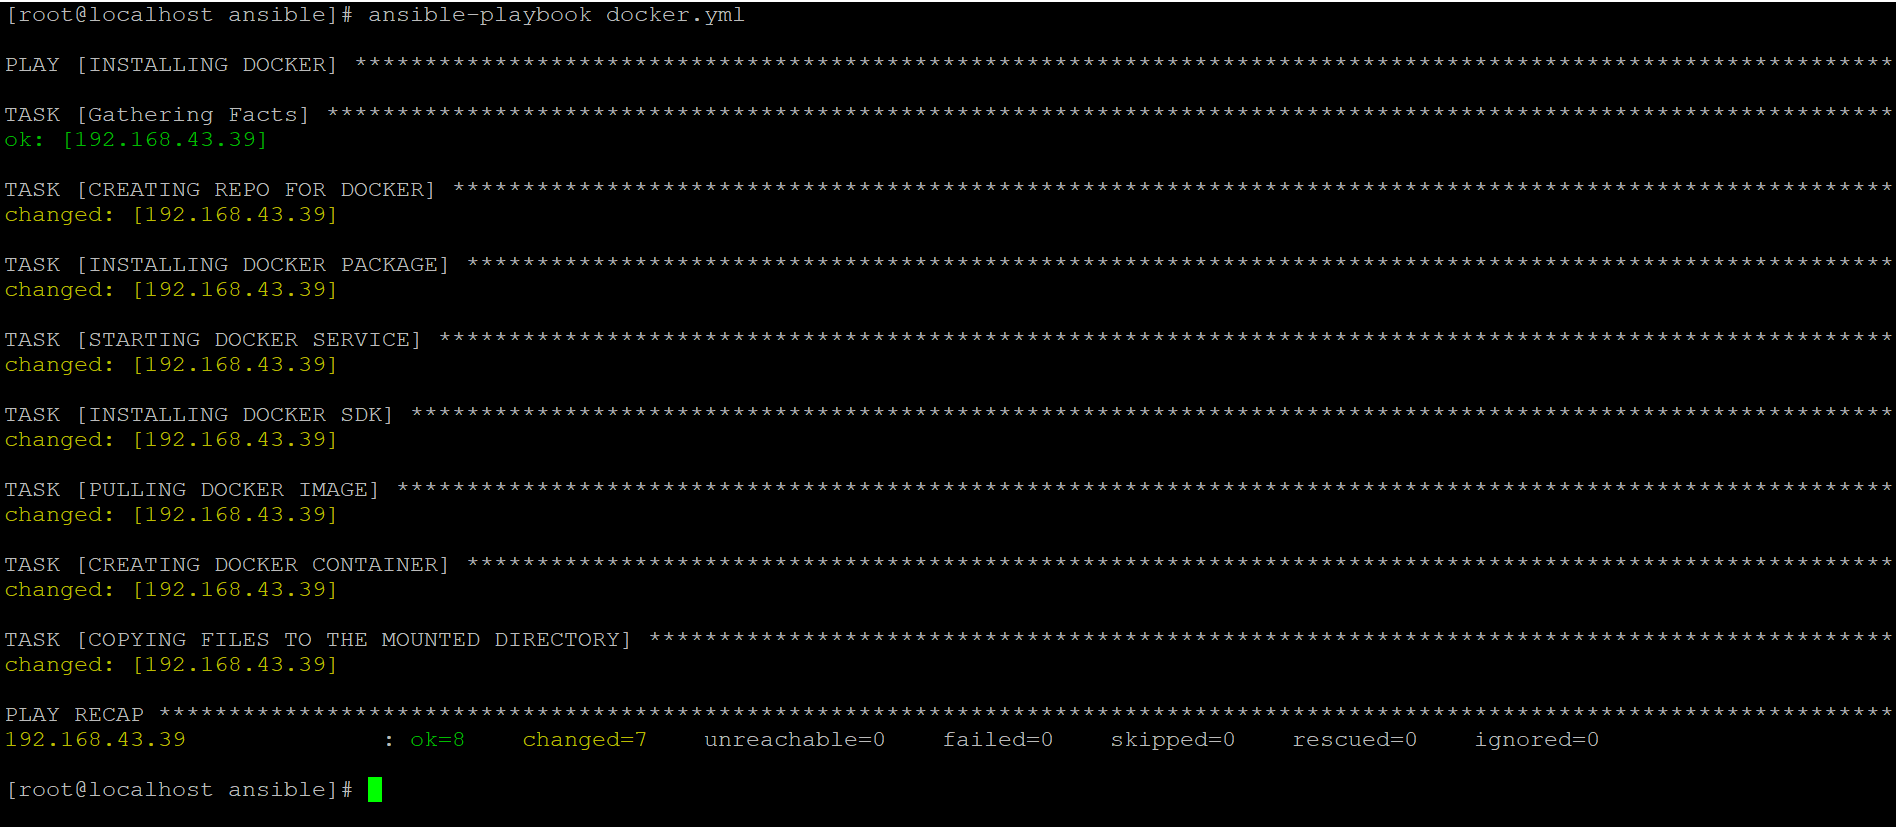 [root@localhost ansible]# ansible-playbook docker.yml
PLAY [INSTALLING DOCKER] **************************************************************************************************************
TASK [Gathering Facts] ****************************************************************************************************************
ok: [192.168.43.39]
TASK [CREATING REPO FOR DOCKER] *******************************************************************************************************
changed: [192.168.43.39]
TASK [INSTALLING DOCKER PACKAGE] ******************************************************************************************************
changed: [192.168.43.39]
TASK [STARTING DOCKER SERVICE] ********************************************************************************************************
changed: [192.168.43.39]
TASK [INSTALLING DOCKER SDK] **********************************************************************************************************
changed: [192.168.43.39]
TASK [PULLING DOCKER IMAGE] ***********************************************************************************************************
changed: [192.168.43.39]
TASK [CREATING DOCKER CONTAINER] ******************************************************************************************************
changed: [192.168.43.39]
TASK [COPYING FILES TO THE MOUNTED DIRECTORY] *****************************************************************************************
changed: [192.168.43.39]
PLAY RECAP ****************************************************************************************************************************
192.168.43.39              : ok=8    changed=7    unreachable=0    failed=0    skipped=0    rescued=0    ignored=0
[root@localhost ansible]#